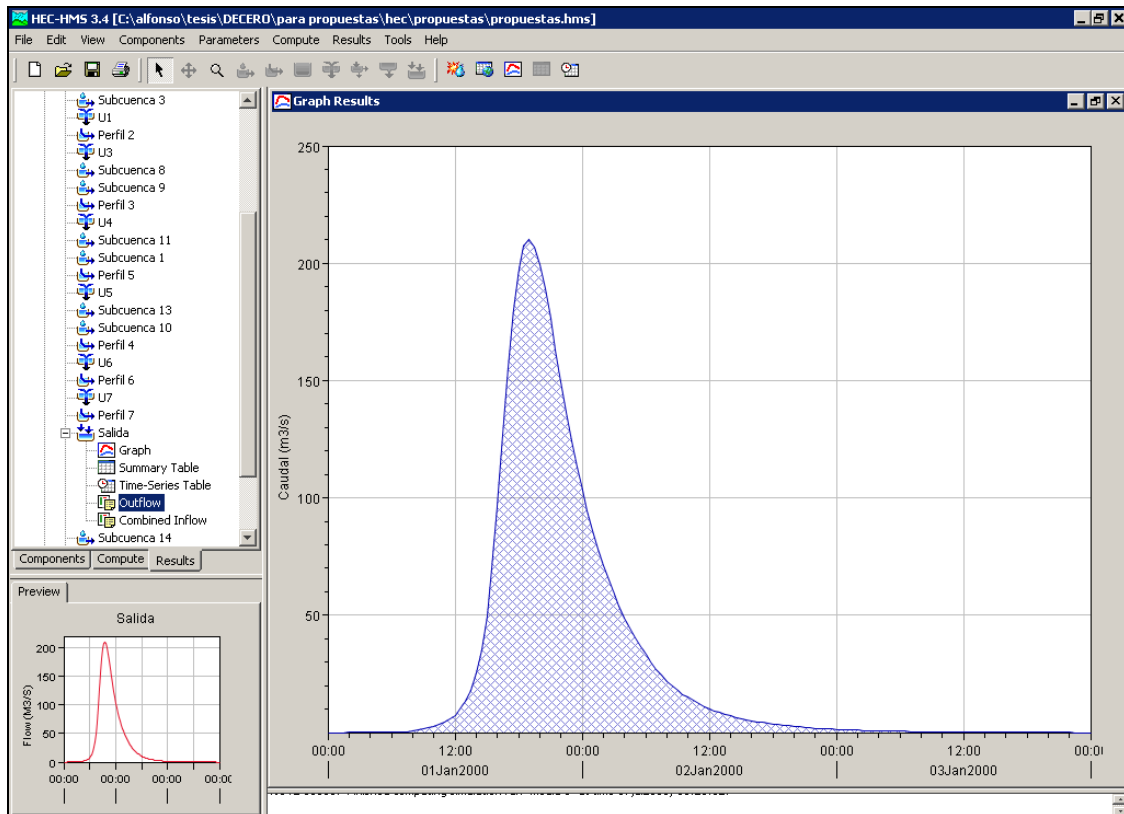 HEC-HMS 3.4 [C:\alfonso\tesis\DECERO\para propuestas\hec\propuestas\propuestas.hms]
File Edit View Components Parameters Compute Results Tools Help
Subcuenca 3
U1
Perfil 2
U3
Subcuenca 8
Subcuenca 9
Perfil 3
U4
Subcuenca 11
Subcuenca 1
Perfil 5
U5
Subcuenca 13
Subcuenca 10
Perfil 4
U6
Perfil 6
U7
Perfil 7
Salida
Graph
Summary Table
Time-Series Table
Outflow
Combined Inflow
Subcuenca 14
Components Compute Results
Preview
Salida
Flow (M3/S)
200
150
100
50
0
00:00 00:00 00:00 00:0
Graph Results
Caudal (m3/s)
250
200
150
100
50
00:00 12:00 00:00 12:00 00:00 12:00 00:0
01Jan2000 02Jan2000 03Jan2000